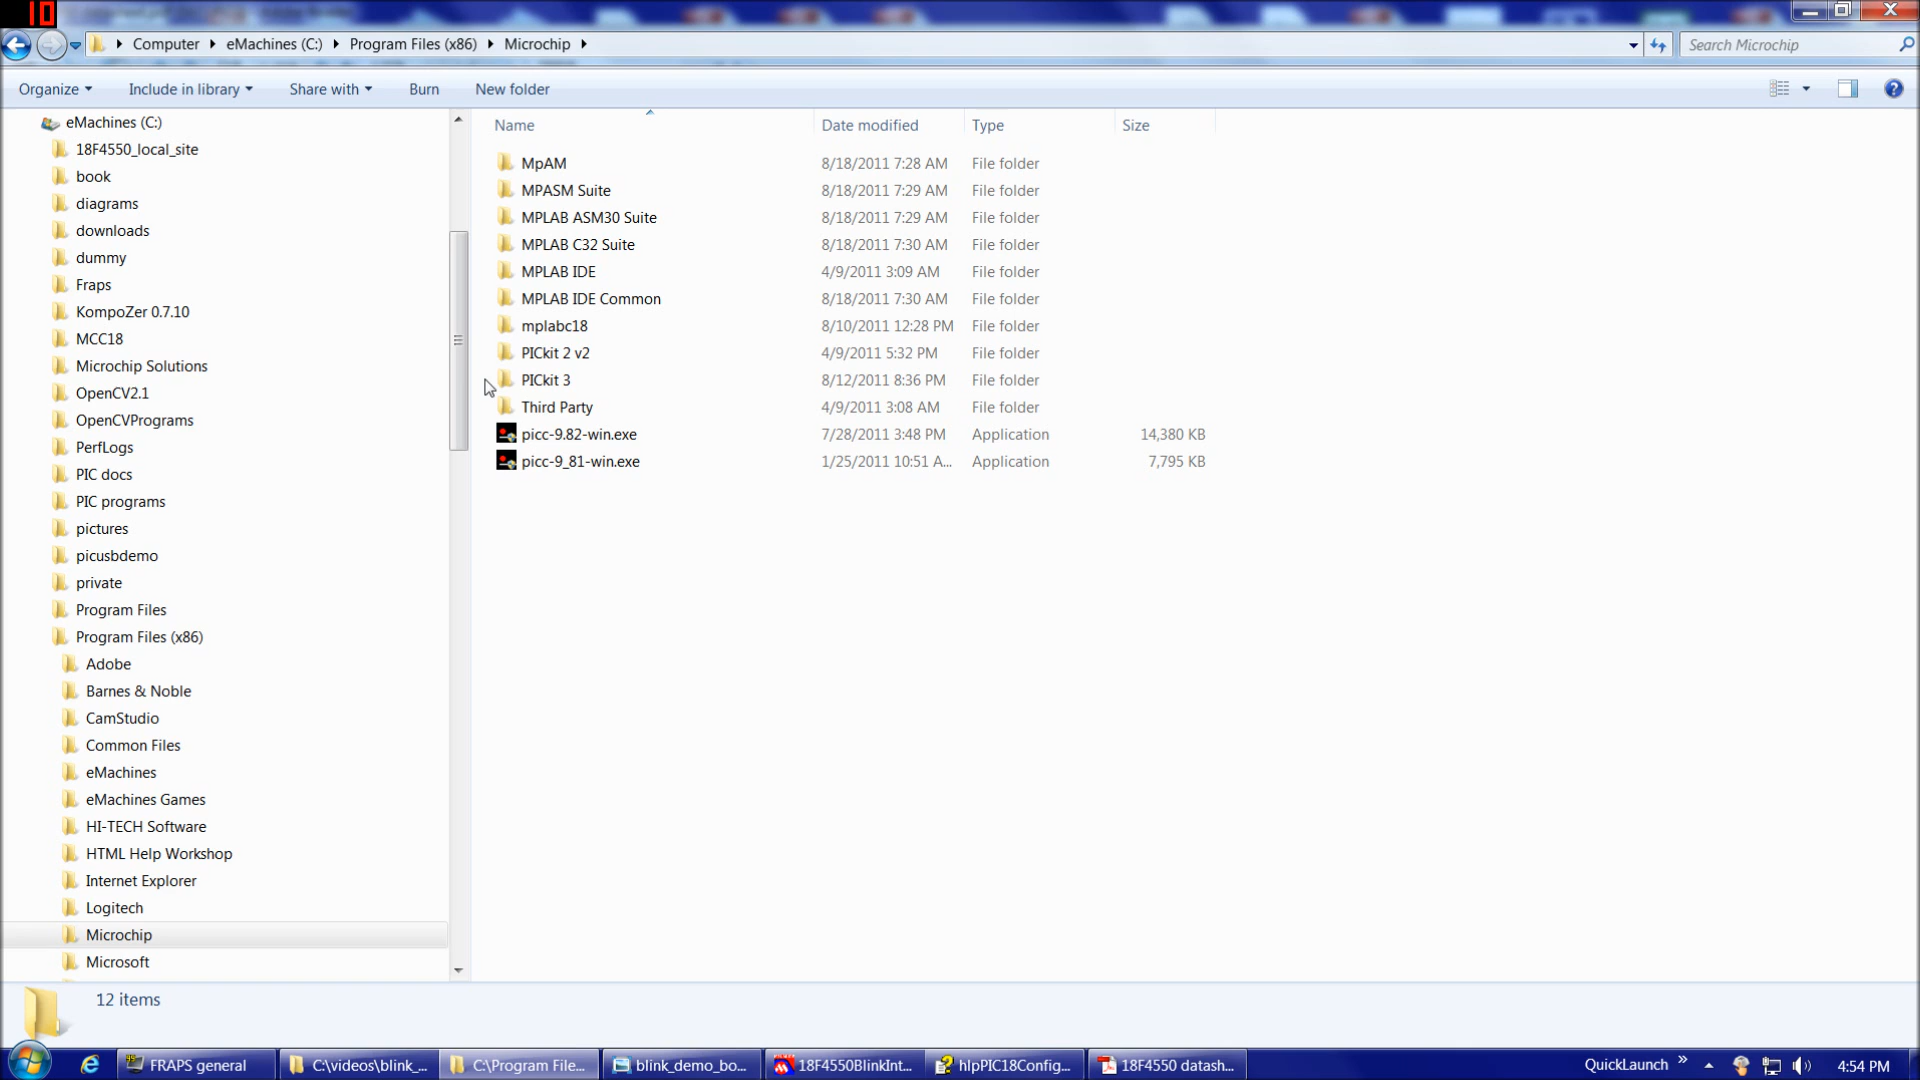 10
Computer eMachines (C:) Program Files (x86) Microchip
Search Microchip
Organize Include in library Share with Burn New folder
eMachines (C:)
18F4550_local_site
book
diagrams
downloads
dummy
Fraps
KompoZer 0.7.10
MCC18
Microchip Solutions
OpenCV2.1
OpenCVPrograms
PerfLogs
PIC docs
PIC programs
pictures
picusbdemo
private
Program Files
Program Files (x86)
Adobe
Barnes & Noble
CamStudio
Common Files
eMachines
eMachines Games
HI-TECH Software
HTML Help Workshop
Internet Explorer
Logitech
Microchip
Microsoft
Name Date modified Type Size
MpAM 8/18/2011 7:28 AM File folder
MPASM Suite 8/18/2011 7:29 AM File folder
MPLAB ASM30 Suite 8/18/2011 7:29 AM File folder
MPLAB C32 Suite 8/18/2011 7:30 AM File folder
MPLAB IDE 4/9/2011 3:09 AM File folder
MPLAB IDE Common 8/18/2011 7:30 AM File folder
mplabc18 8/10/2011 12:28 PM File folder
PICkit 2 v2 4/9/2011 5:32 PM File folder
PICkit 3 8/12/2011 8:36 PM File folder
Third Party 4/9/2011 3:08 AM File folder
picc-9.82-win.exe 7/28/2011 3:48 PM Application 14,380 KB
picc-9_81-win.exe 1/25/2011 10:51 A... Application 7,795 KB
12 items
FRAPS general C:\videos\blink_... C:\Program File... blink_demo_bo... 18F4550BlinkInt... hlpPIC18Config... 18F4550 datash... QuickLaunch 4:54 PM